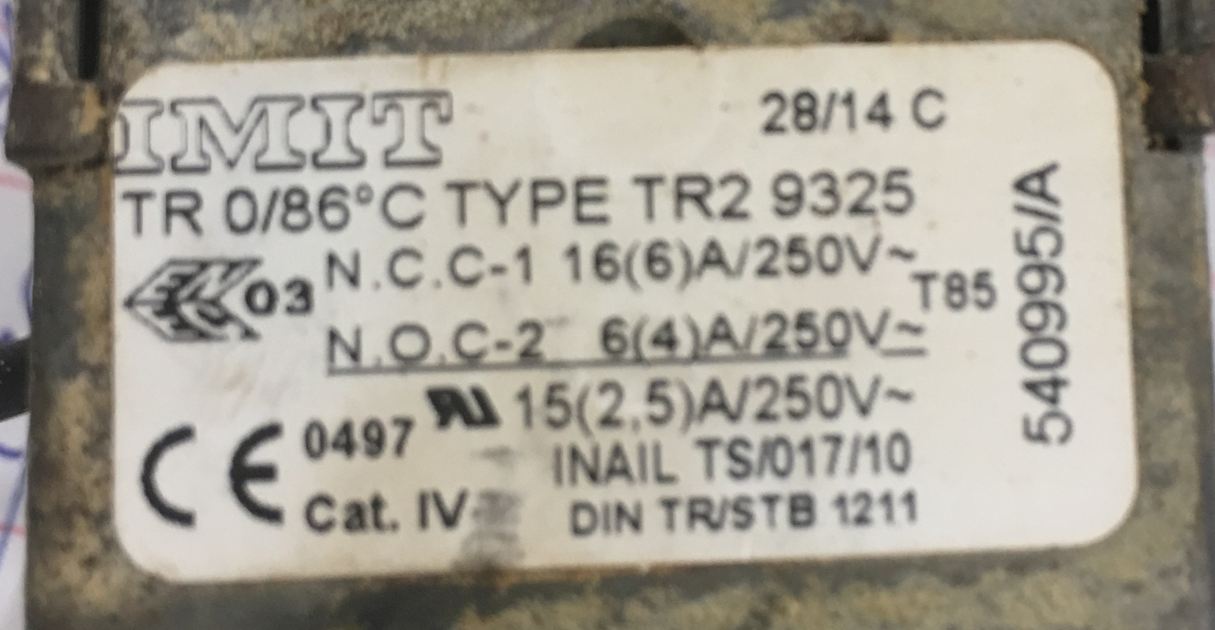 IMIT
28/14 C
TR 0/86°C TYPE TR2 9325
N.C.C-1 16(6)A/250V~
03
T85
N.O.C-2 6(4)A/250V~
15(2,5)A/250V~
CE 0497
INAIL TS/017/10
Cat. IV
DIN TR/STB 1211
540995/A